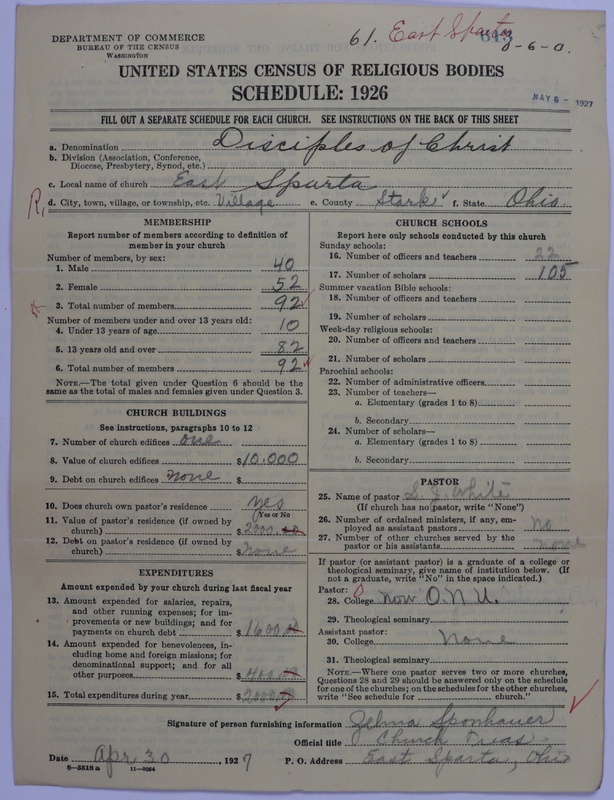 DEPARTMENT OF COMMERCE
BUREAU OF THE CENSUS
WASHINGTON
61. East Sparta
8-6-0.
UNITED STATES CENSUS OF RELIGIOUS BODIES
SCHEDULE: 1926
MAY 6 - 1927
FILL OUT A SEPARATE SCHEDULE FOR EACH CHURCH. SEE INSTRUCTIONS ON THE BACK OF THIS SHEET
a. Denomination Disciples of Christ
b. Division (Association, Conference,
Diocese, Presbytery, Synod, etc.)
c. Local name of church East Sparta
d. City, town, village, or township, etc. Village e. County Stark f. State Ohio.
MEMBERSHIP
Report number of members according to definition of
member in your church
Number of members, by sex:
1. Male 40
2. Female 52
3. Total number of members 92
Number of members under and over 13 years old:
4. Under 13 years of age 10
5. 13 years old and over 82
6. Total number of members 92
NOTE.—The total given under Question 6 should be the
same as the total of males and females given under Question 3.
CHURCH BUILDINGS
See instructions, paragraphs 10 to 12
7. Number of church edifices one
8. Value of church edifices $10.000
9. Debt on church edifices none $
10. Does church own pastor's residence yes
(Yes or No)
11. Value of pastor's residence (if owned by
church) $2000.00
12. Debt on pastor's residence (if owned by
church) $none
EXPENDITURES
Amount expended by your church during last fiscal year
13. Amount expended for salaries, repairs,
and other running expenses; for im-
provements or new buildings; and for
payments on church debt $1600.00
14. Amount expended for benevolences, in-
cluding home and foreign missions; for
denominational support; and for all
other purposes $400.00
15. Total expenditures during year $2000.00
CHURCH SCHOOLS
Report here only schools conducted by this church
Sunday schools:
16. Number of officers and teachers 22
17. Number of scholars 105
Summer vacation Bible schools:
18. Number of officers and teachers
19. Number of scholars
Week-day religious schools:
20. Number of officers and teachers
21. Number of scholars
Parochial schools:
22. Number of administrative officers
23. Number of teachers—
a. Elementary (grades 1 to 8)
b. Secondary
24. Number of scholars—
a. Elementary (grades 1 to 8)
b. Secondary
PASTOR
25. Name of pastor S. J. White
(If church has no pastor, write "None")
26. Number of ordained ministers, if any, em-
ployed as assistant pastors no
27. Number of other churches served by the
pastor or his assistants none
If pastor (or assistant pastor) is a graduate of a college or
theological seminary, give name of institution below. (If
not a graduate, write "No" in the space indicated.)
Pastor:
28. College now O.N.U.
29. Theological seminary
Assistant pastor:
30. College None
31. Theological seminary
NOTE.—Where one pastor serves two or more churches,
Questions 28 and 29 should be answered only on the schedule
for one of the churches; on the schedules for the other churches,
write "See schedule for church."
Signature of person furnishing information Zelma Sponhauer
Official title Church Treas.
Date Apr. 30, 1927 P. O. Address East Sparta, Ohio
8—5518a 11—9264